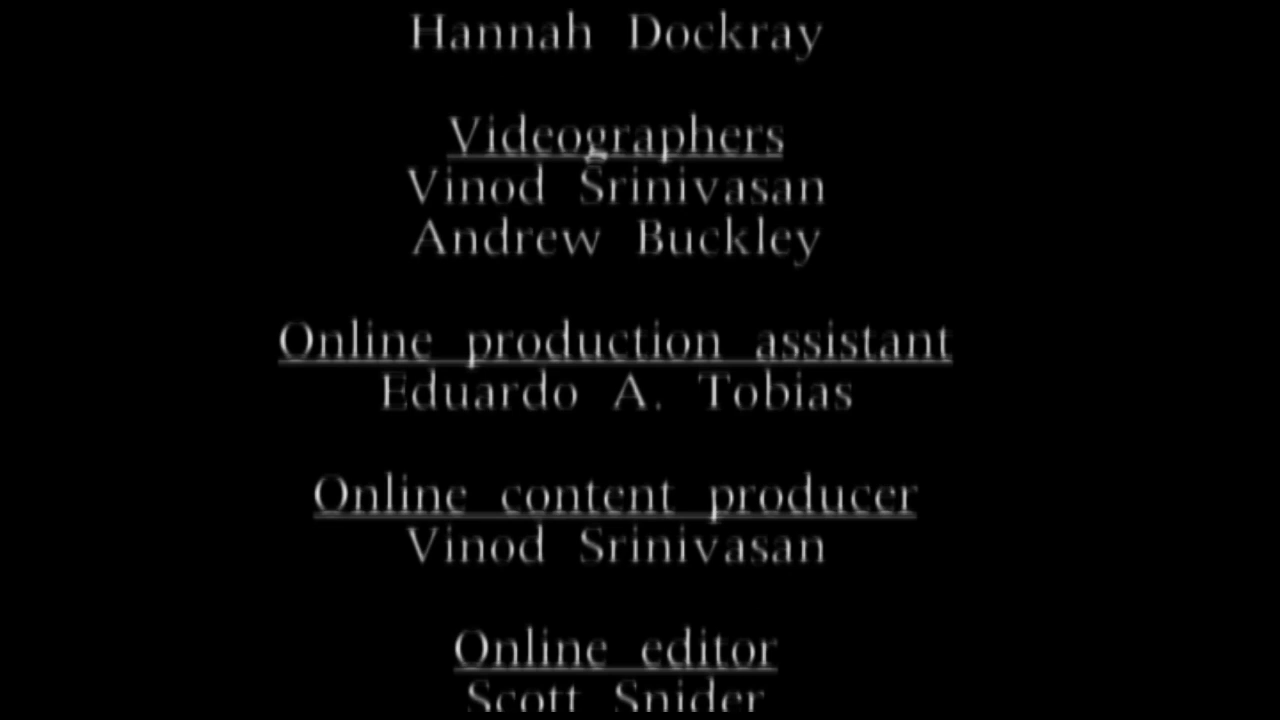 Hannah Dockray
Videographers
Vinod Srinivasan
Andrew Buckley
Online production assistant
Eduardo A. Tobias
Online content producer
Vinod Srinivasan
Online editor
Scott Snider